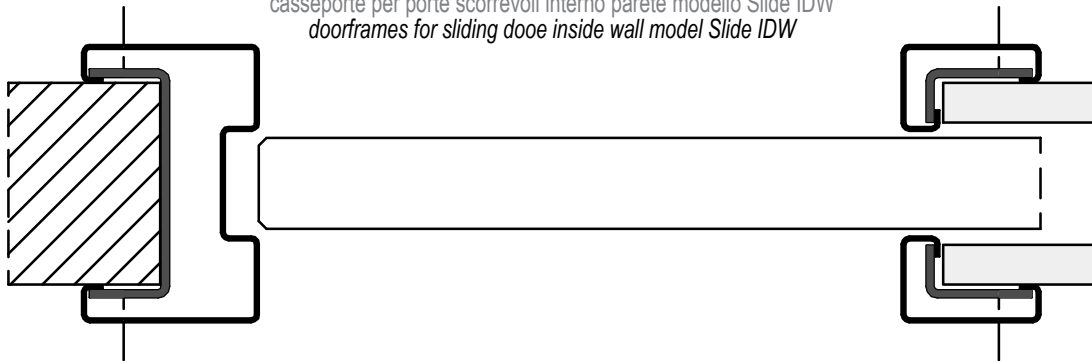 casseporte per porte scorrevoli interno parete modello Slide IDW
doorframes for sliding dooe inside wall model Slide IDW